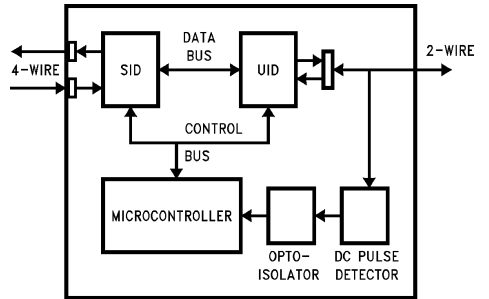 4-WIRE
SID
DATA
BUS
UID
2-WIRE
CONTROL
BUS
MICROCONTROLLER
OPTO-
ISOLATOR
DC PULSE
DETECTOR